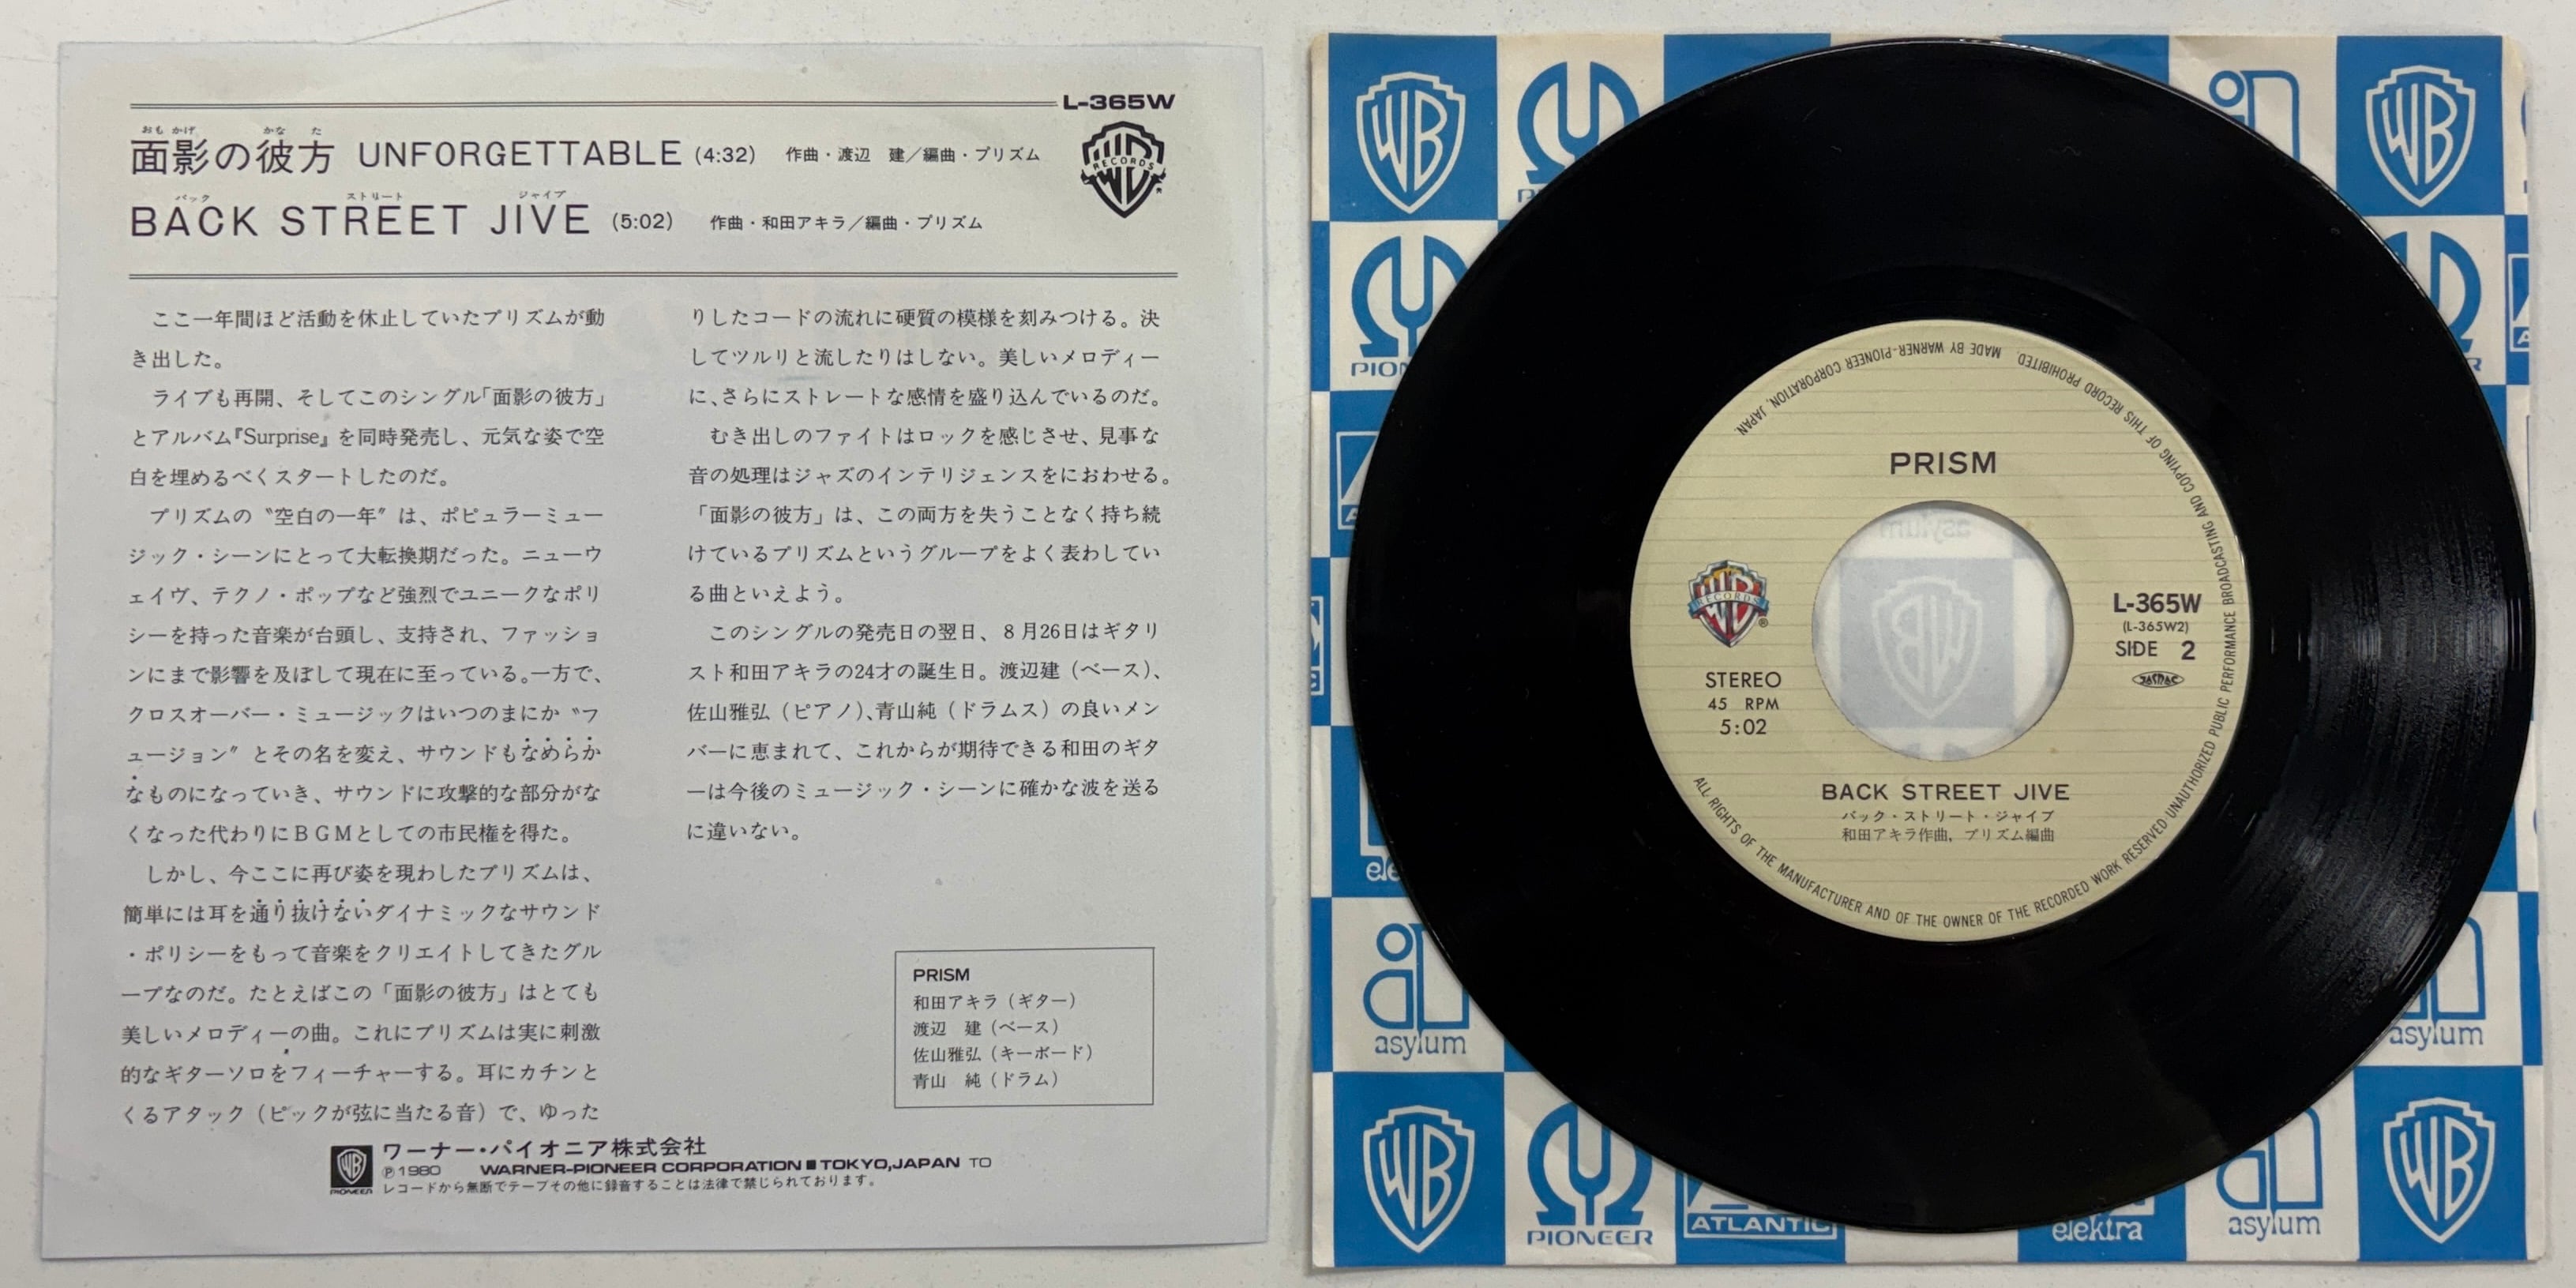 L-365W
おもかげ かなた
面影の彼方 UNFORGETTABLE (4:32) 作曲・渡辺 建／編曲・プリズム
RECORDS
バック ストリート ジャイブ
BACK STREET JIVE (5:02) 作曲・和田アキラ／編曲・プリズム
ここ一年間ほど活動を休止していたプリズムが動
き出した。
ライブも再開、そしてこのシングル「面影の彼方」
とアルバム『Surprise』を同時発売し、元気な姿で空
白を埋めるべくスタートしたのだ。
プリズムの〝空白の一年〞は、ポピュラーミュー
ジック・シーンにとって大転換期だった。ニューウ
ェイヴ、テクノ・ポップなど強烈でユニークなポリ
シーを持った音楽が台頭し、支持され、ファッショ
ンにまで影響を及ぼして現在に至っている。一方で、
クロスオーバー・ミュージックはいつのまにか〝フ
ュージョン〞とその名を変え、サウンドもなめらか
なものになっていき、サウンドに攻撃的な部分がな
くなった代わりにＢＧＭとしての市民権を得た。
しかし、今ここに再び姿を現わしたプリズムは、
簡単には耳を通り抜けないダイナミックなサウンド
・ポリシーをもって音楽をクリエイトしてきたグル
ープなのだ。たとえばこの「面影の彼方」はとても
美しいメロディーの曲。これにプリズムは実に刺激
的なギターソロをフィーチャーする。耳にカチンと
くるアタック（ピックが弦に当たる音）で、ゆった
りしたコードの流れに硬質の模様を刻みつける。決
してツルリと流したりはしない。美しいメロディー
に、さらにストレートな感情を盛り込んでいるのだ。
むき出しのファイトはロックを感じさせ、見事な
音の処理はジャズのインテリジェンスをにおわせる。
「面影の彼方」は、この両方を失うことなく持ち続
けているプリズムというグループをよく表わしてい
る曲といえよう。
このシングルの発売日の翌日、８月26日はギタリ
スト和田アキラの24才の誕生日。渡辺建（ベース）、
佐山雅弘（ピアノ）、青山純（ドラムス）の良いメン
バーに恵まれて、これからが期待できる和田のギタ
ーは今後のミュージック・シーンに確かな波を送る
に違いない。
PRISM
和田アキラ（ギター）
渡辺 建（ベース）
佐山雅弘（キーボード）
青山 純（ドラム）
PIONEER
ワーナー・パイオニア株式会社
Ⓟ1980 WARNER-PIONEER CORPORATION ■ TOKYO,JAPAN TO
レコードから無断でテープその他に録音することは法律で禁じられております。
MADE BY WARNER-PIONEER CORPORATION, JAPAN.
ALL RIGHTS OF THE MANUFACTURER AND OF THE OWNER OF THE RECORDED WORK RESERVED·UNAUTHORIZED PUBLIC PERFORMANCE BROADCASTING AND COPYING OF THIS RECORD PROHIBITED
PRISM
RECORDS
STEREO
45 RPM
5:02
L-365W
(L-365W2)
SIDE 2
JASRAC
BACK STREET JIVE
バック・ストリート・ジャイブ
和田アキラ作曲, プリズム編曲
asylum
asylum
asylum
PIONEER
ATLANTIC
elektra
asylum